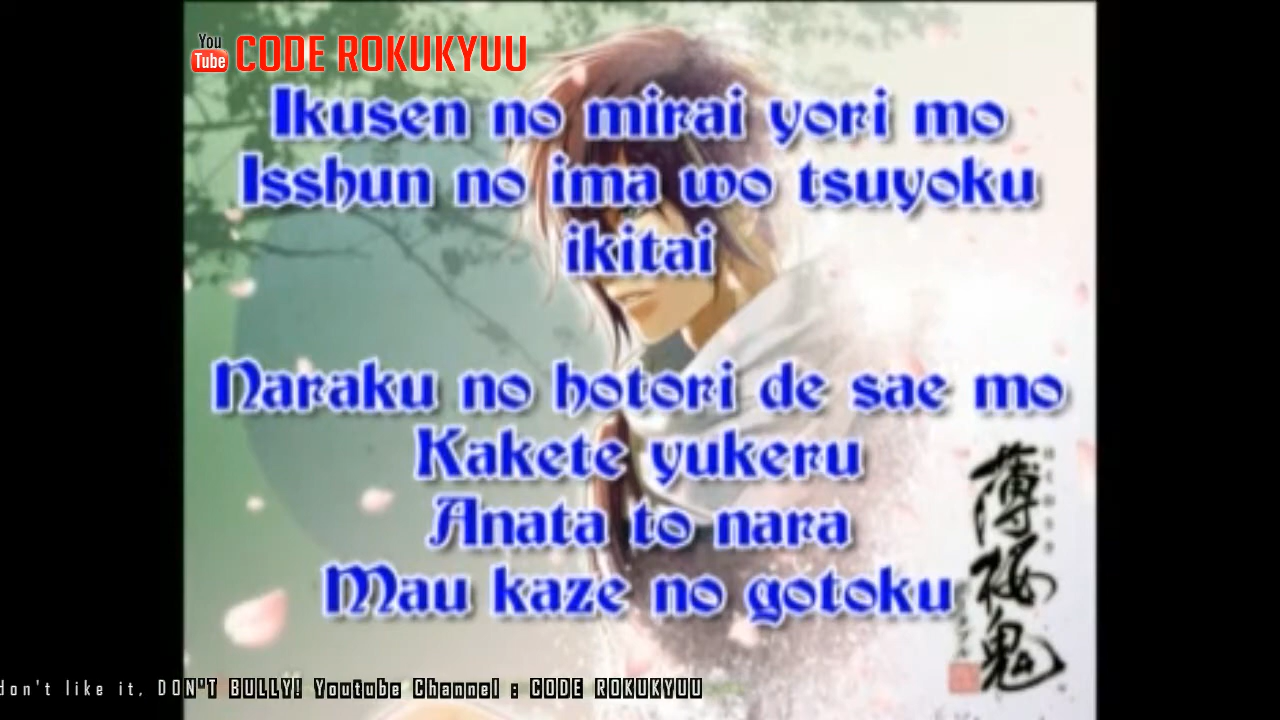 You Tube CODE ROKUKYUU
Ikusen no mirai yori mo
Isshun no ima wo tsuyoku
ikitai
Naraku no hotori de sae mo
Kakete yukeru
Anata to nara
Mau kaze no gotoku
薄桜鬼
don't like it, DON'T BULLY! Youtube Channel : CODE ROKUKYUU